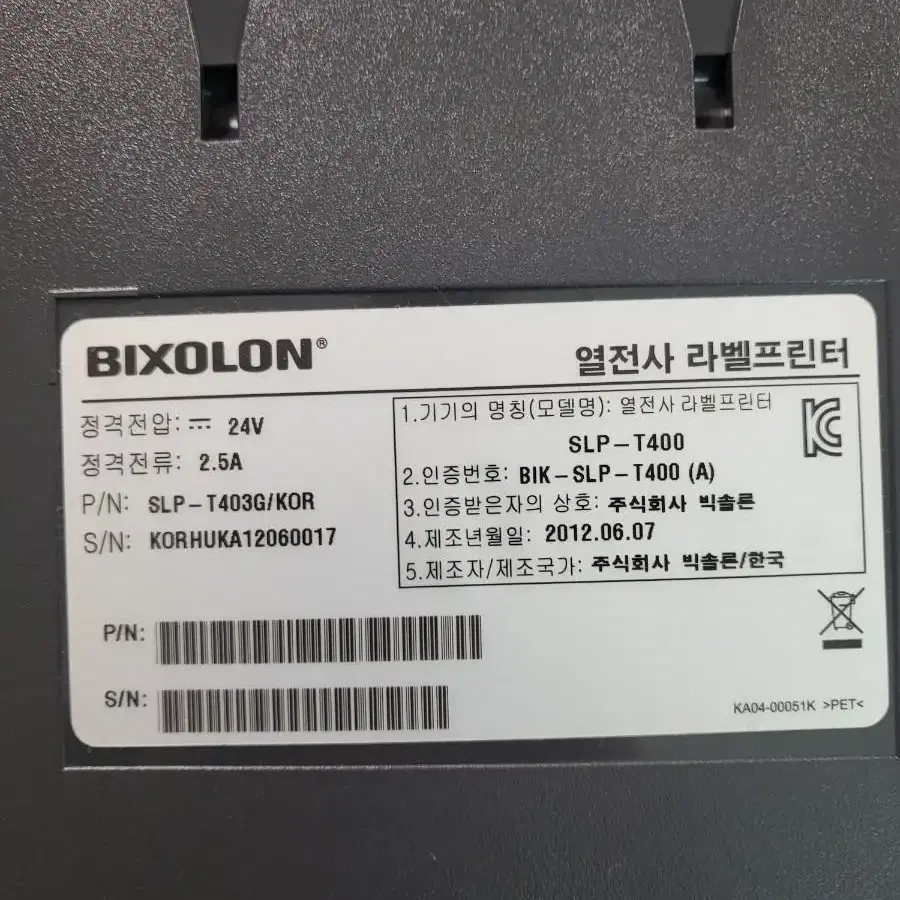 BIXOLON®
열전사 라벨프린터
정격전압: ⎓ 24V
정격전류: 2.5A
P/N: SLP-T403G/KOR
S/N: KORHUKA12060017
1.기기의 명칭(모델명): 열전사 라벨프린터
SLP-T400
2.인증번호: BIK-SLP-T400 (A)
3.인증받은자의 상호: 주식회사 빅솔론
4.제조년월일: 2012.06.07
5.제조자/제조국가: 주식회사 빅솔론/한국
P/N:
S/N:
KA04-00051K >PET<